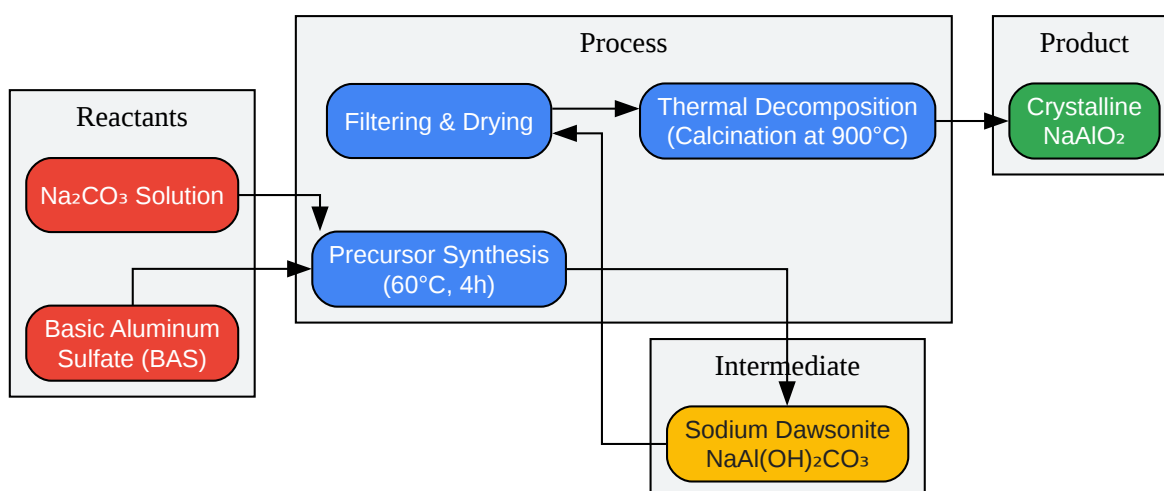 Reactants
Na₂CO₃ Solution
Basic Aluminum
Sulfate (BAS)
Process
Filtering & Drying
Thermal Decomposition
(Calcination at 900°C)
Precursor Synthesis
(60°C, 4h)
Intermediate
Sodium Dawsonite
NaAl(OH)₂CO₃
Product
Crystalline
NaAlO₂